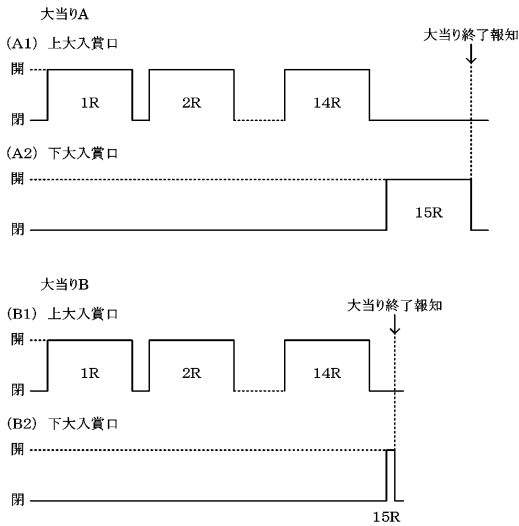 大当りA
(A1) 上大入賞口
大当り終了報知
開
1R
2R
14R
閉
(A2) 下大入賞口
開
15R
閉
大当りB
(B1) 上大入賞口
大当り終了報知
開
1R
2R
14R
閉
(B2) 下大入賞口
開
閉
15R